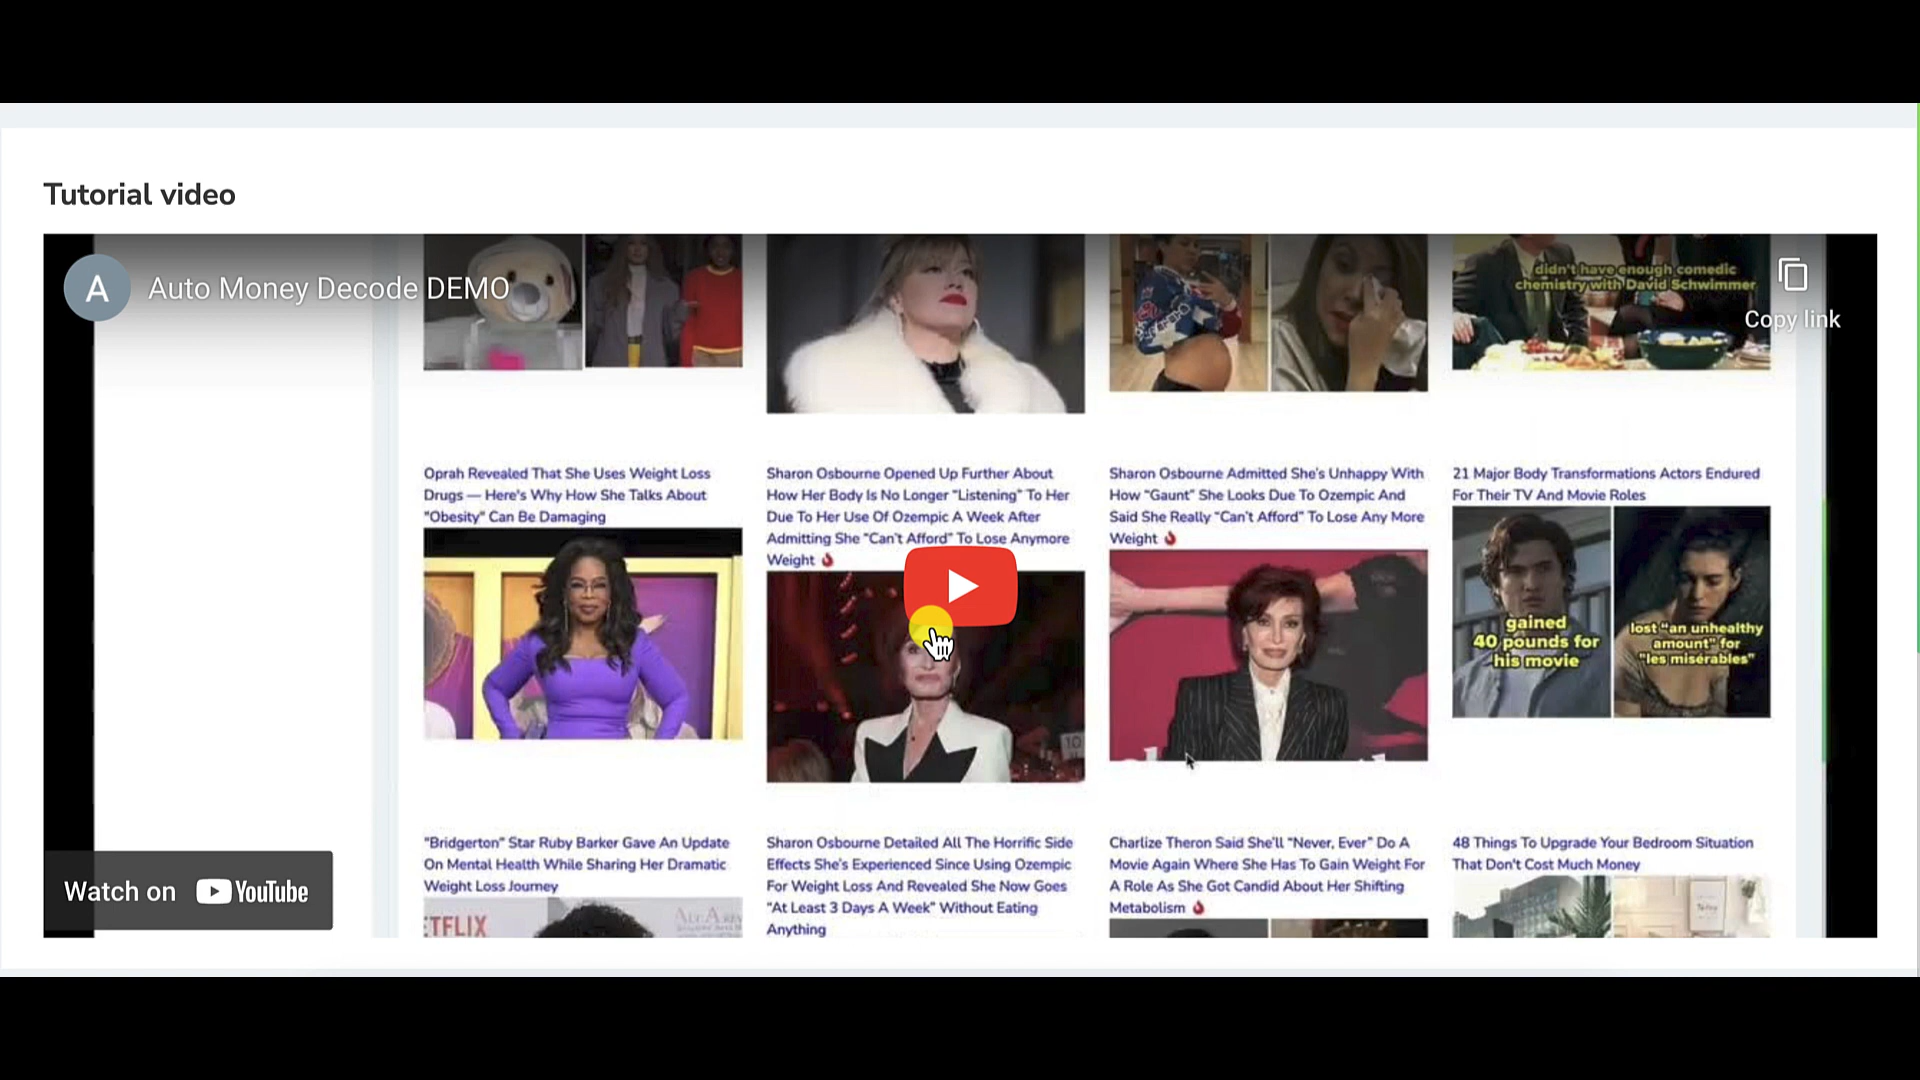 Tutorial video
A
Auto Money Decode DEMO
didn't have enough comedic
chemistry with David Schwimmer
Copy link
Oprah Revealed That She Uses Weight Loss
Drugs — Here's Why How She Talks About
"Obesity" Can Be Damaging
Sharon Osbourne Opened Up Further About
How Her Body Is No Longer "Listening" To Her
Due To Her Use Of Ozempic A Week After
Admitting She "Can't Afford" To Lose Anymore
Weight
Sharon Osbourne Admitted She's Unhappy With
How "Gaunt" She Looks Due To Ozempic And
Said She Really "Can't Afford" To Lose Any More
Weight
21 Major Body Transformations Actors Endured
For Their TV And Movie Roles
gained
40 pounds for
his movie
lost "an unhealthy
amount" for
"les misérables"
10
"Bridgerton" Star Ruby Barker Gave An Update
On Mental Health While Sharing Her Dramatic
Weight Loss Journey
ETFLIX
Sharon Osbourne Detailed All The Horrific Side
Effects She's Experienced Since Using Ozempic
For Weight Loss And Revealed She Now Goes
"At Least 3 Days A Week" Without Eating
Anything
Charlize Theron Said She'll "Never, Ever" Do A
Movie Again Where She Has To Gain Weight For
A Role As She Got Candid About Her Shifting
Metabolism
48 Things To Upgrade Your Bedroom Situation
That Don't Cost Much Money
Watch on YouTube